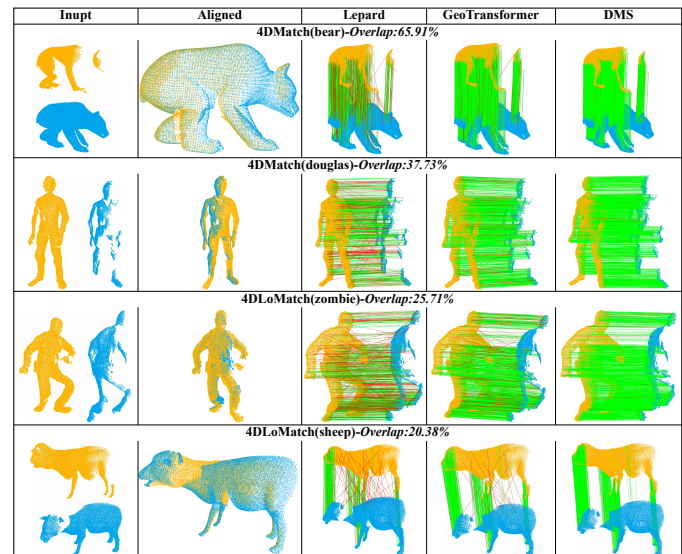 Inupt Aligned Lepard GeoTransformer DMS
4DMatch(bear)-Overlap:65.91%
4DMatch(douglas)-Overlap:37.73%
4DLoMatch(zombie)-Overlap:25.71%
4DLoMatch(sheep)-Overlap:20.38%